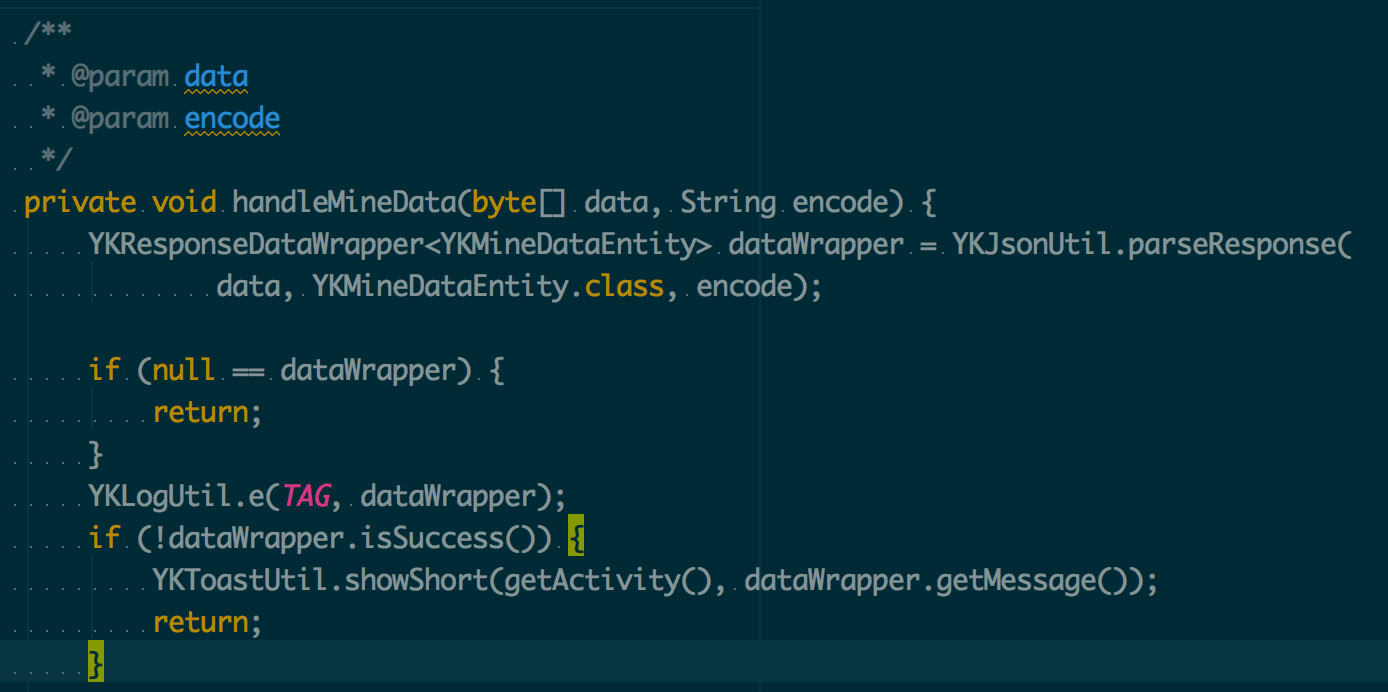 /**
 * @param data
 * @param encode
 */
private void handleMineData(byte[] data, String encode) {
    YKResponseDataWrapper<YKMineDataEntity> dataWrapper = YKJsonUtil.parseResponse(
            data, YKMineDataEntity.class, encode);

    if (null == dataWrapper) {
        return;
    }
    YKLogUtil.e(TAG, dataWrapper);
    if (!dataWrapper.isSuccess()) {
        YKToastUtil.showShort(getActivity(), dataWrapper.getMessage());
        return;
    }